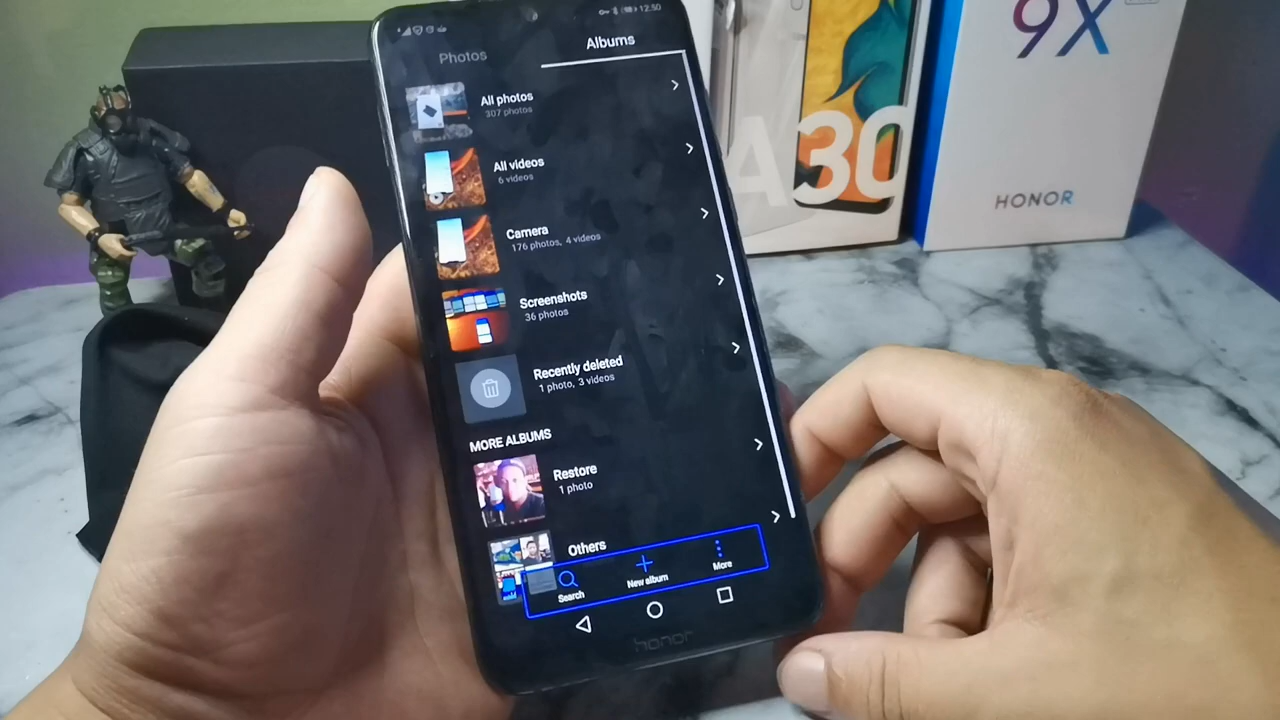 12:50
Photos
Albums
All photos
307 photos
All videos
6 videos
Camera
176 photos, 4 videos
Screenshots
36 photos
Recently deleted
1 photo, 3 videos
MORE ALBUMS
Restore
1 photo
Others
Search
New album
More
honor
A30
9X
HONOR